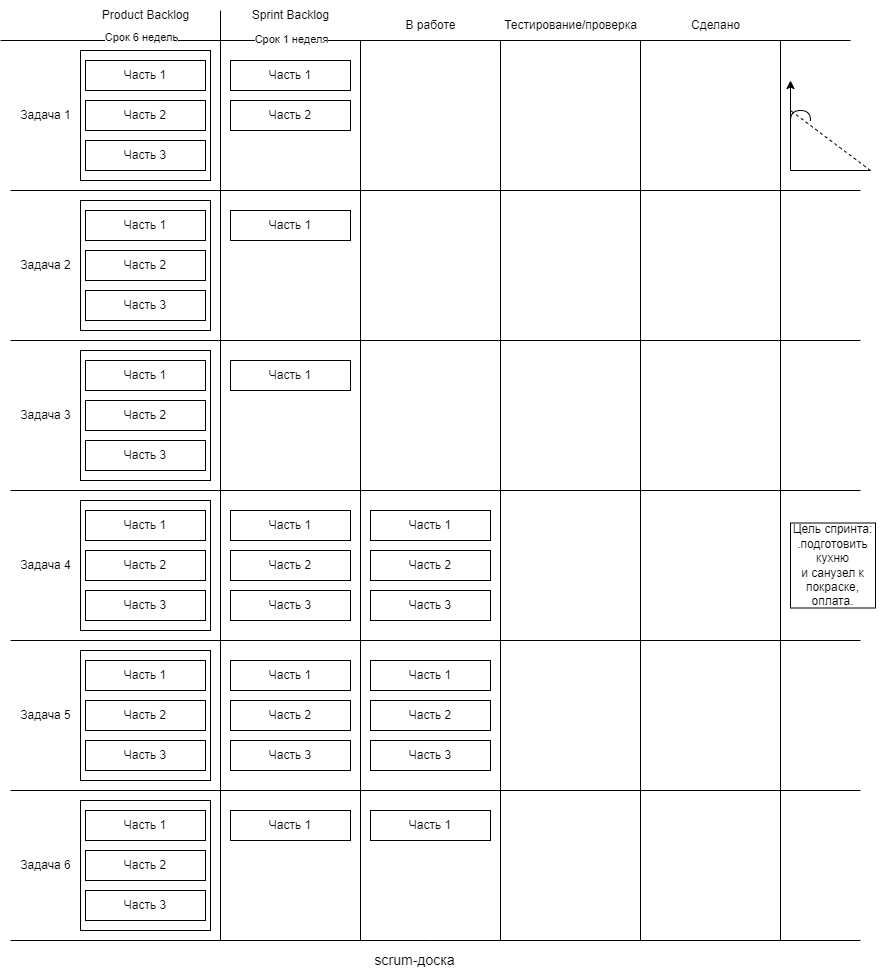 Product Backlog
Sprint Backlog
В работе
Тестирование/проверка
Сделано
Срок 6 недель
Срок 1 неделя
Задача 1
Часть 1
Часть 2
Часть 3
Часть 1
Часть 2
Задача 2
Часть 1
Часть 2
Часть 3
Часть 1
Задача 3
Часть 1
Часть 2
Часть 3
Часть 1
Задача 4
Часть 1
Часть 2
Часть 3
Часть 1
Часть 2
Часть 3
Часть 1
Часть 2
Часть 3
Цель спринта:
.подготовить
кухню
и санузел к
покраске,
оплата.
Задача 5
Часть 1
Часть 2
Часть 3
Часть 1
Часть 2
Часть 3
Часть 1
Часть 2
Часть 3
Задача 6
Часть 1
Часть 2
Часть 3
Часть 1
Часть 1
scrum-доска